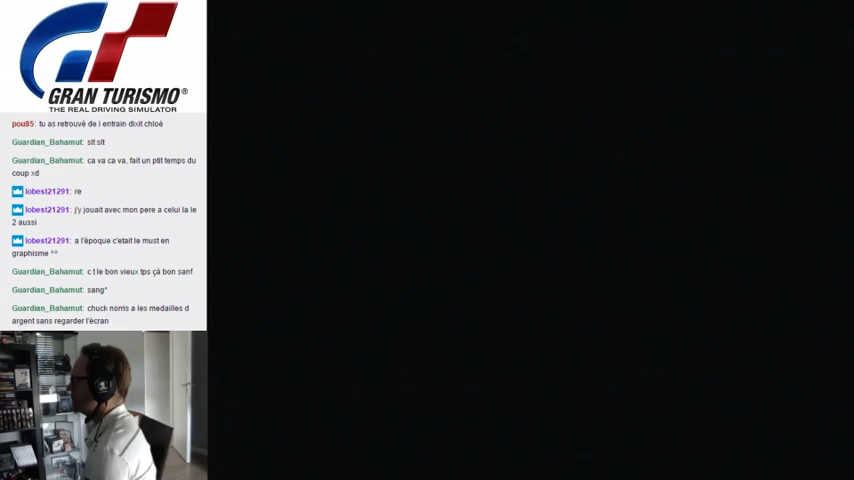 GRAN TURISMO®
THE REAL DRIVING SIMULATOR
pou85: tu as retrouvé de l entrain dixit chloé
Guardian_Bahamut: slt slt
Guardian_Bahamut: ca va ca va, fait un ptit temps du
coup xd
lobest21291: re
lobest21291: j'y jouait avec mon pere a celui la le
2 aussi
lobest21291: a l'époque c'etait le must en
graphisme ^^
Guardian_Bahamut: c t le bon vieux tps çà bon sanf
Guardian_Bahamut: sang*
Guardian_Bahamut: chuck norris a les medailles d
argent sans regarder l'écran